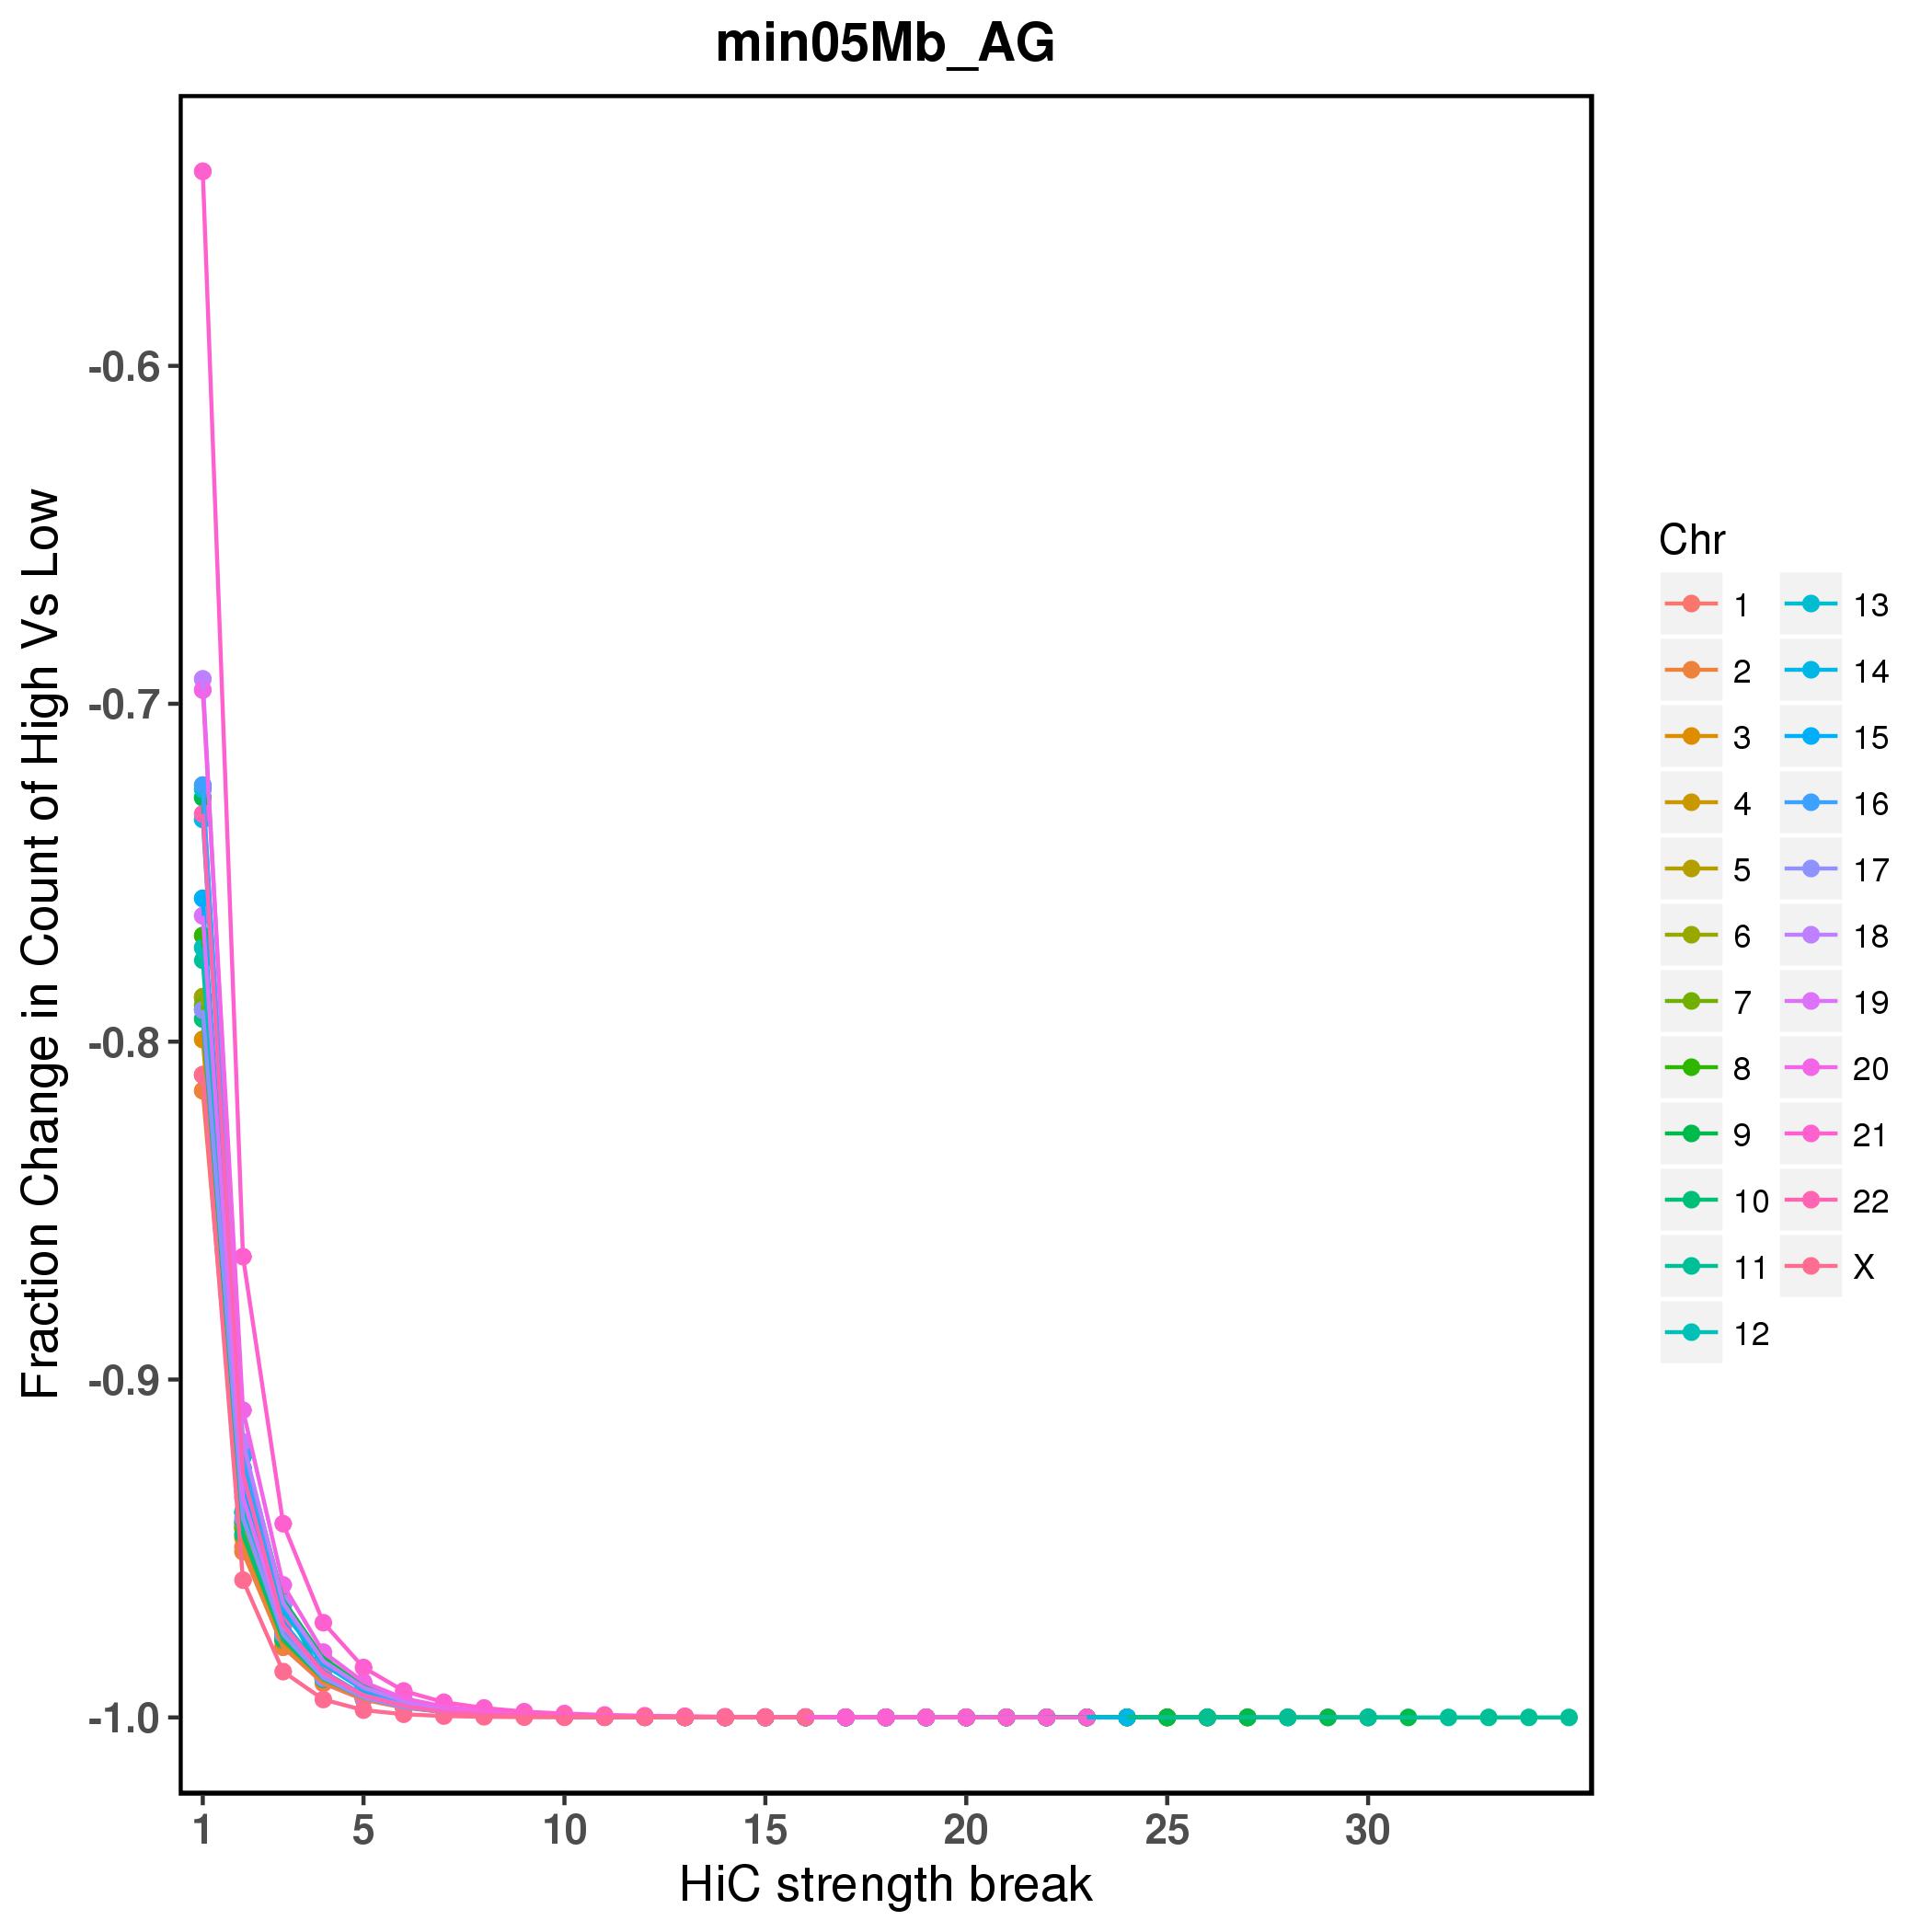 min05Mb_AG
Fraction Change in Count of High Vs Low
-0.6
-0.7
-0.8
-0.9
-1.0
1 5 10 15 20 25 30
HiC strength break
Chr
1 13
2 14
3 15
4 16
5 17
6 18
7 19
8 20
9 21
10 22
11 X
12